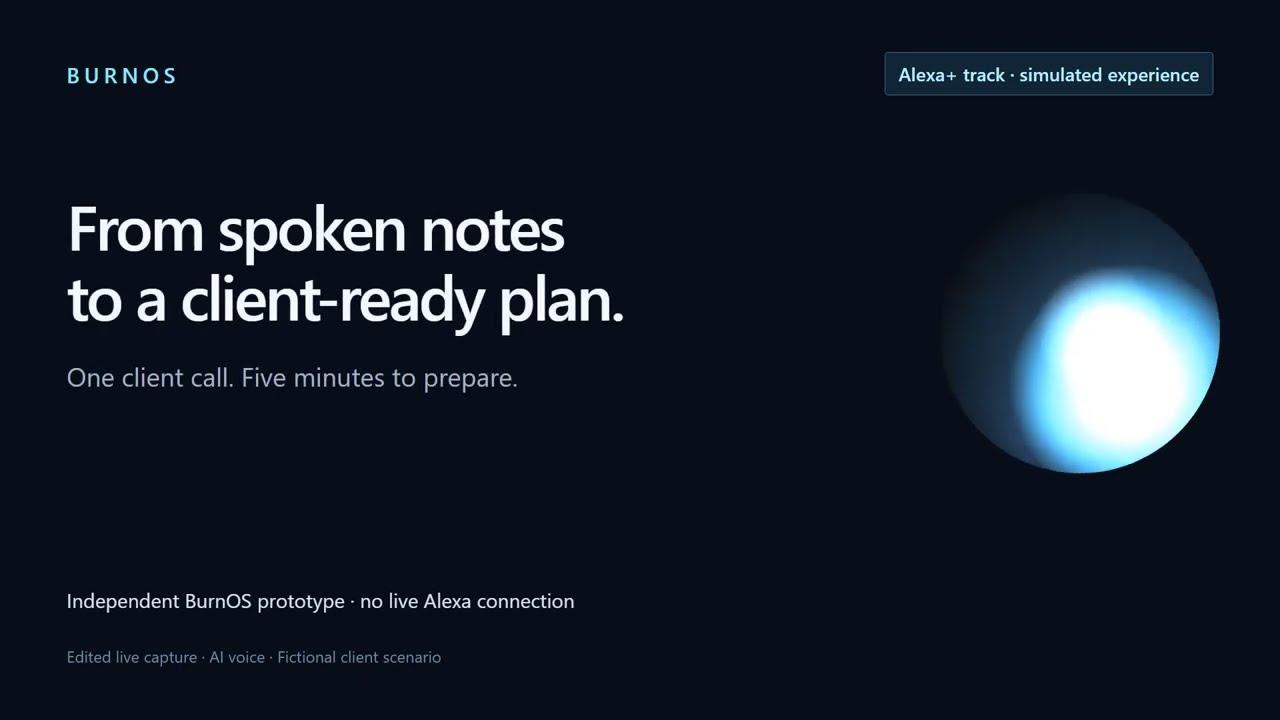 BURNOS
Alexa+ track · simulated experience
From spoken notes
to a client-ready plan.
One client call. Five minutes to prepare.
Independent BurnOS prototype · no live Alexa connection
Edited live capture · AI voice · Fictional client scenario